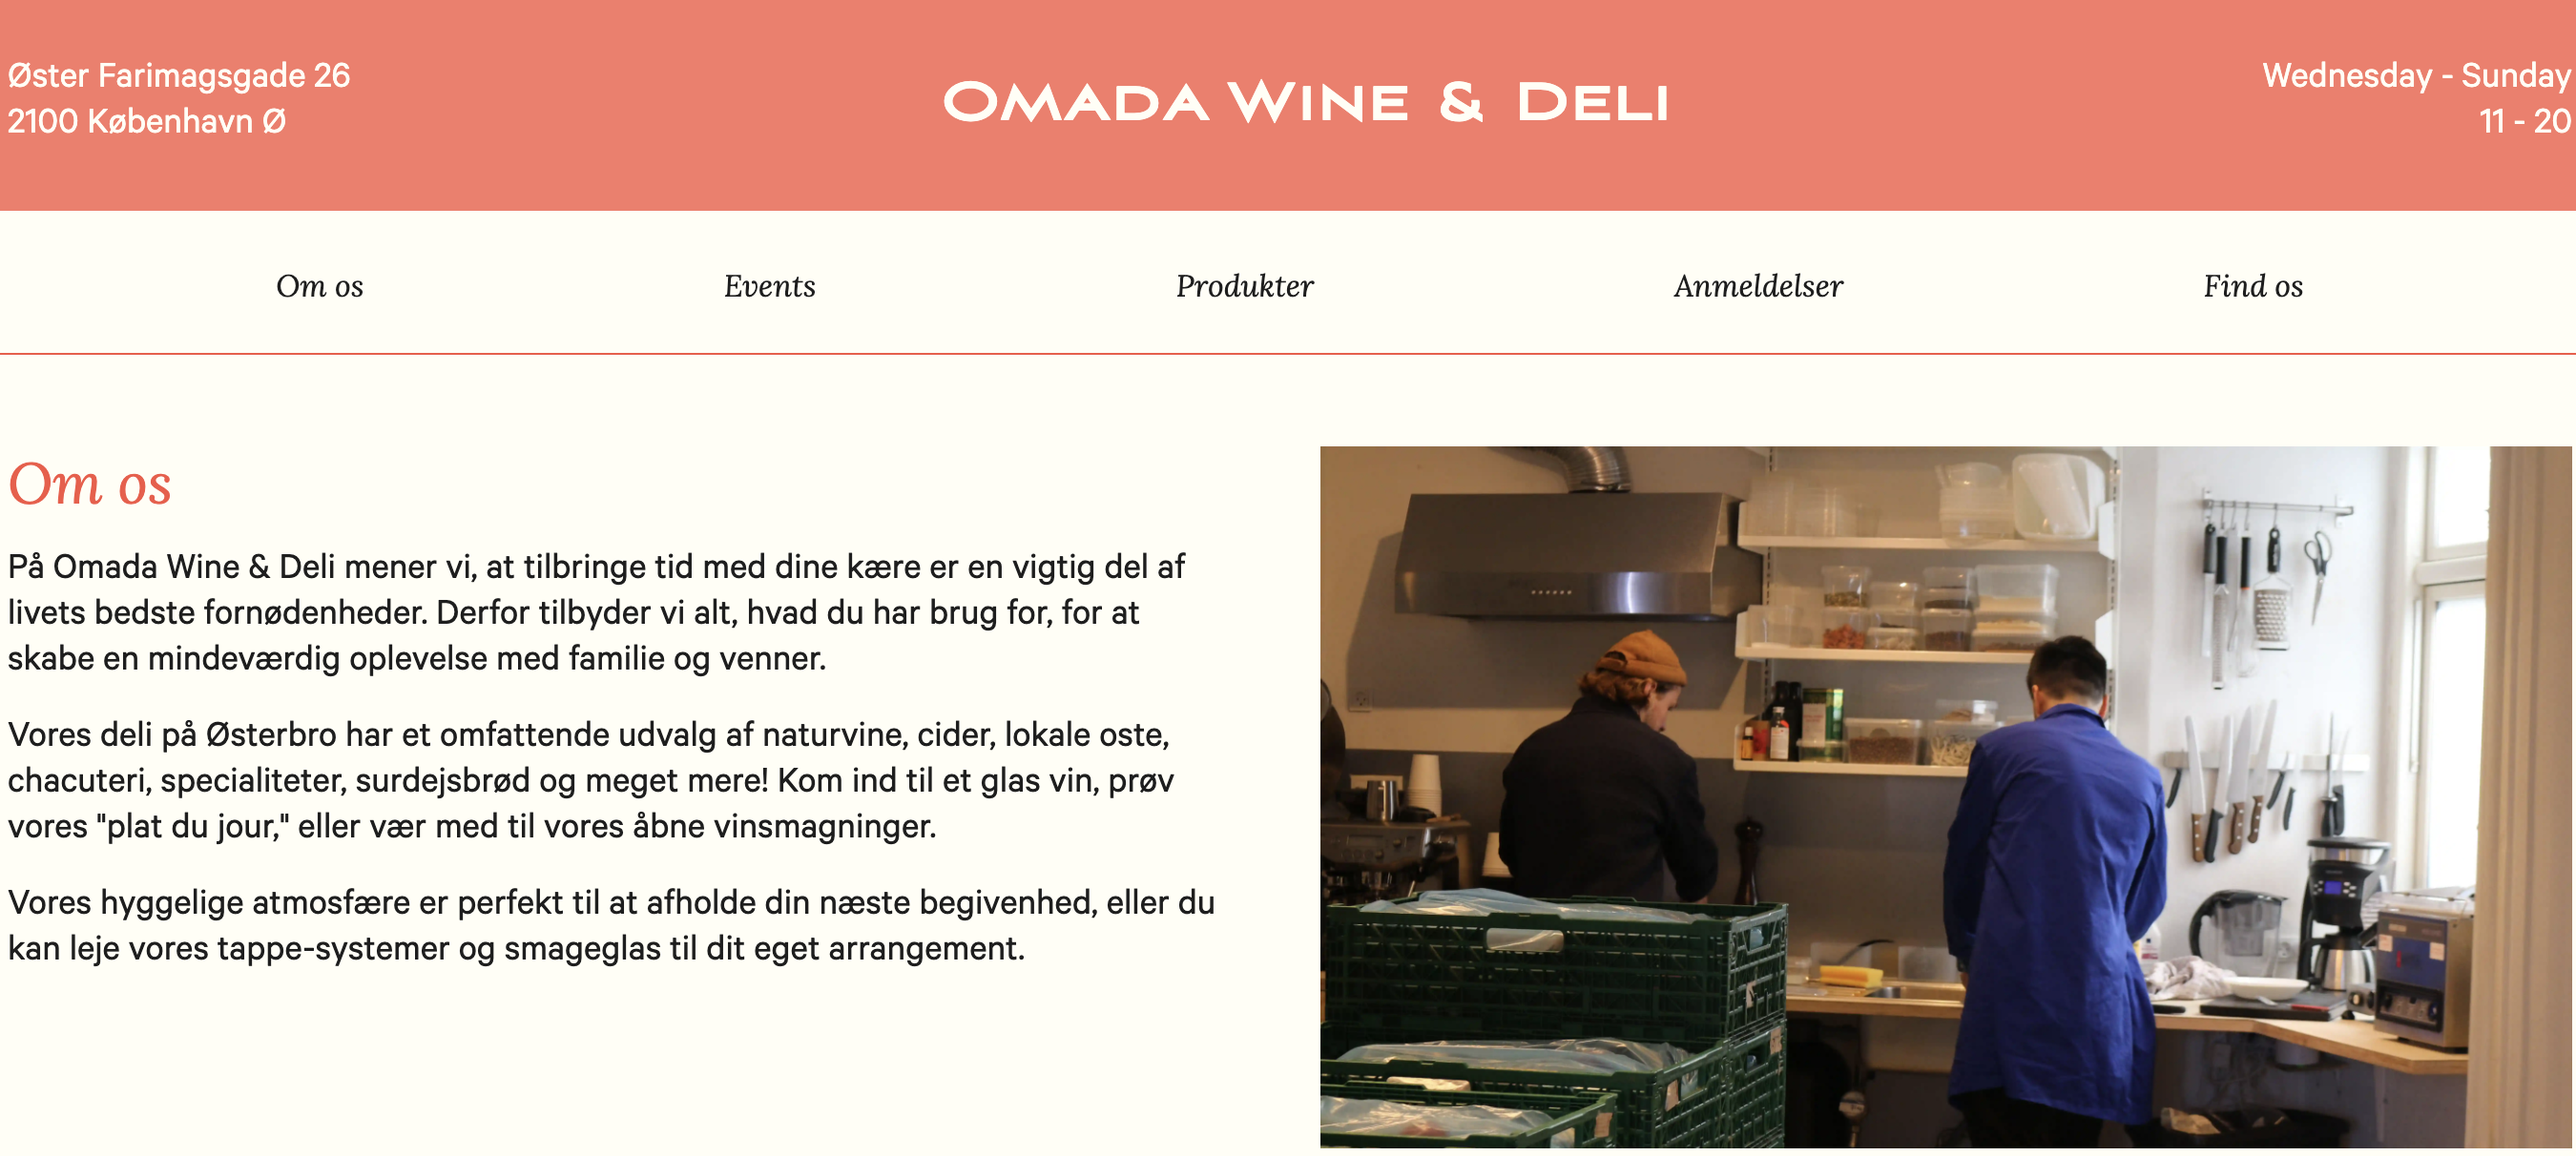 Øster Farimagsgade 26
2100 København Ø
OMADA WINE & DELI
Wednesday - Sunday
11 - 20
Om os
Events
Produkter
Anmeldelser
Find os
Om os
På Omada Wine & Deli mener vi, at tilbringe tid med dine kære er en vigtig del af
livets bedste fornødenheder. Derfor tilbyder vi alt, hvad du har brug for, for at
skabe en mindeværdig oplevelse med familie og venner.
Vores deli på Østerbro har et omfattende udvalg af naturvine, cider, lokale oste,
chacuteri, specialiteter, surdejsbrød og meget mere! Kom ind til et glas vin, prøv
vores "plat du jour," eller vær med til vores åbne vinsmagninger.
Vores hyggelige atmosfære er perfekt til at afholde din næste begivenhed, eller du
kan leje vores tappe-systemer og smageglas til dit eget arrangement.